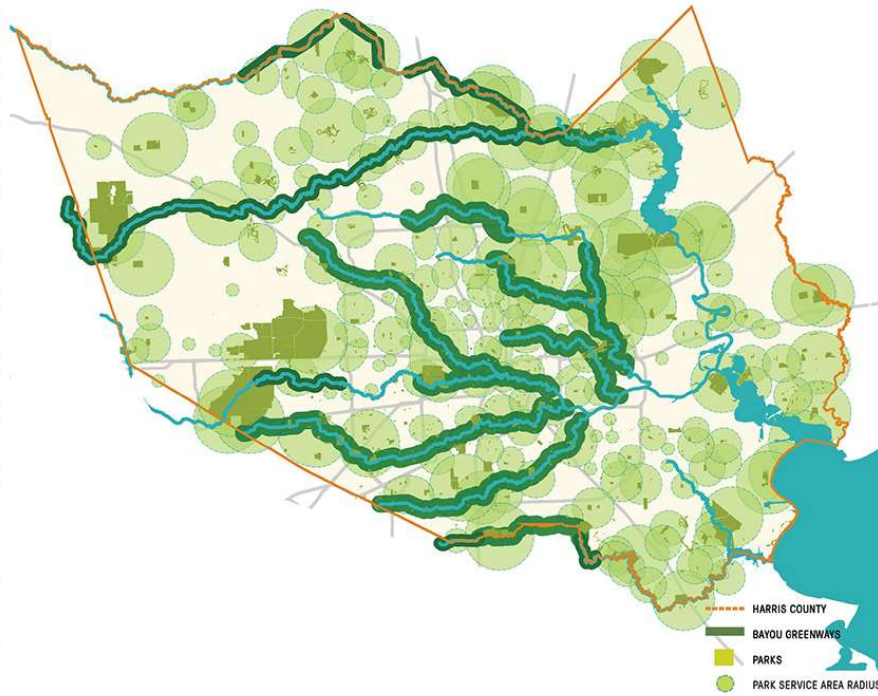 HARRIS COUNTY
BAYOU GREENWAYS
PARKS
PARK SERVICE AREA RADIUS